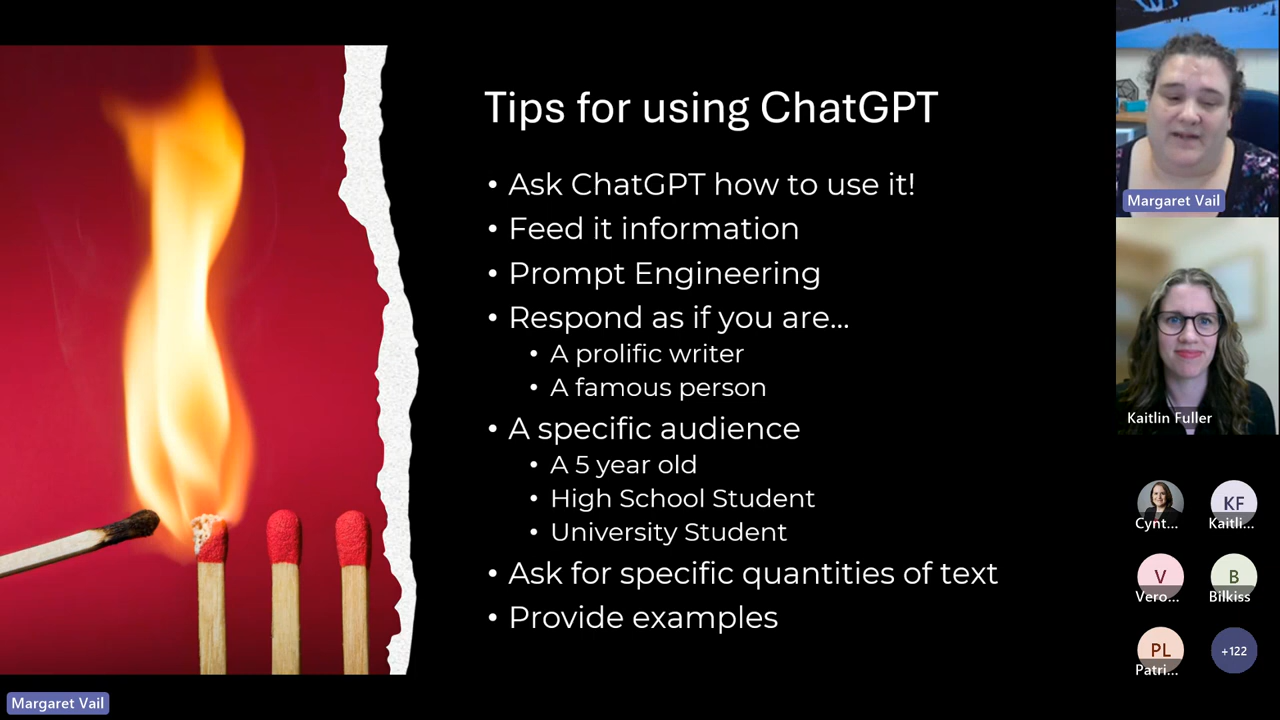 Tips for using ChatGPT
• Ask ChatGPT how to use it!
• Feed it information
• Prompt Engineering
• Respond as if you are...
• A prolific writer
• A famous person
• A specific audience
• A 5 year old
• High School Student
• University Student
• Ask for specific quantities of text
• Provide examples
Margaret Vail
Margaret Vail
Kaitlin Fuller
Cynt...
KF
Kaitli...
V
Vero...
B
Bilkiss
PL
Patri...
+122